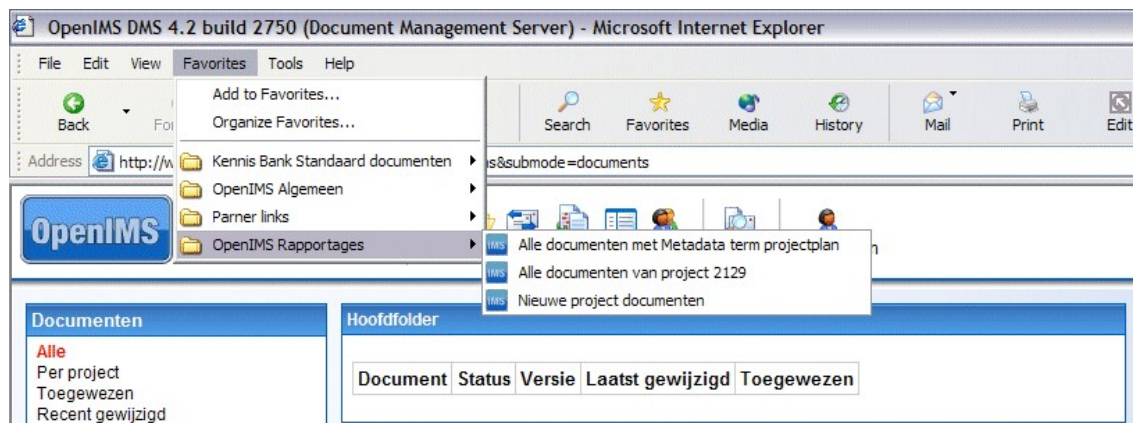 OpenIMS DMS 4.2 build 2750 (Document Management Server) - Microsoft Internet Explorer
File Edit View Favorites Tools Help
Back
Search Favorites Media History Mail Print Edit
Add to Favorites...
Organize Favorites...
Kennis Bank Standaard documenten
OpenIMS Algemeen
Parner links
OpenIMS Rapportages
Alle documenten met Metadata term projectplan
Alle documenten van project 2129
Nieuwe project documenten
Address http://w s&submode=documents
OpenIMS
Documenten
Alle
Per project
Toegewezen
Recent gewijzigd
Hoofdfolder
Document Status Versie Laatst gewijzigd Toegewezen